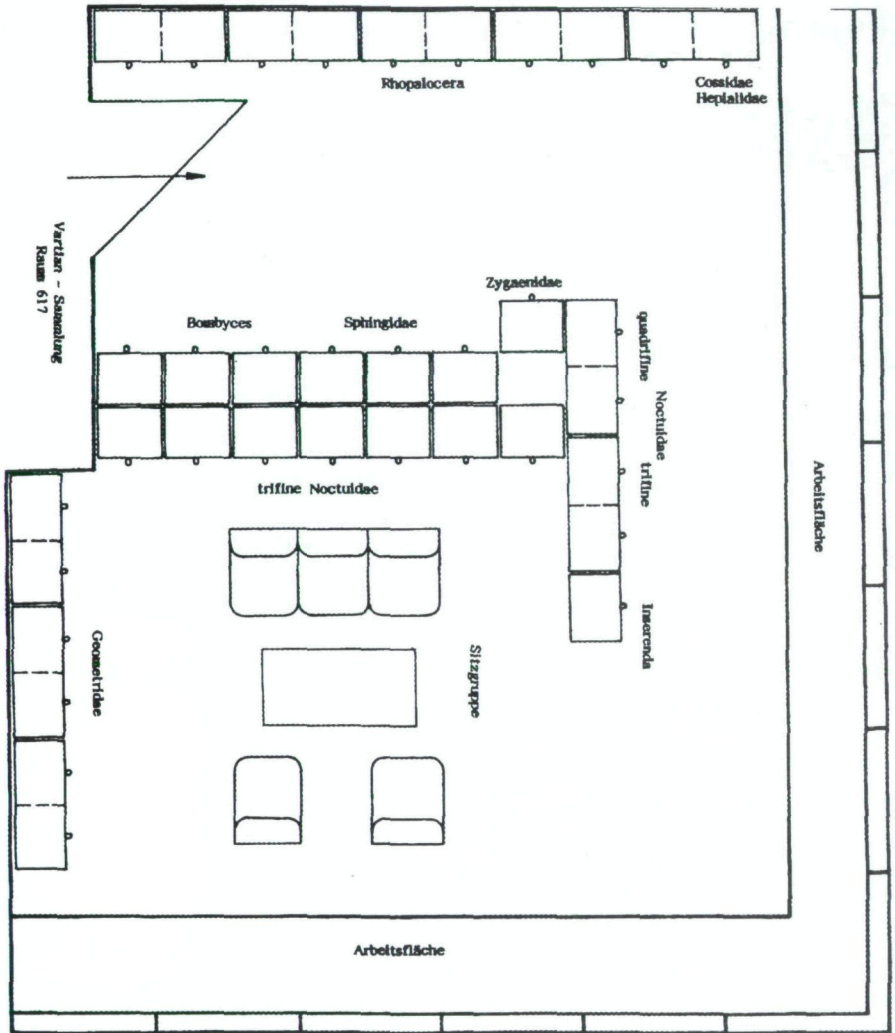 Rhopalocera
Cossidae
Hepialidae
Vartian - Sammlung
Raum 617
Zygaenidae
Bombyces
Sphingidae
quadrifine
Noctuidae
trifine
Inserenda
Arbeitsfläche
trifine Noctuidae
Sitzgruppe
Geometridae
Arbeitsfläche